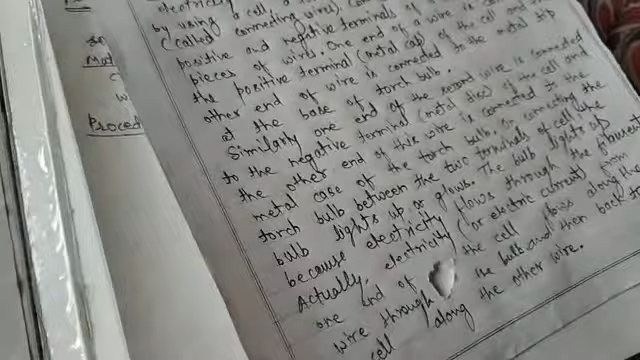 electricity
by using a cell a
(called connecting wires).
positive and negative terminals of
pieces of wires. One end of a wire is
the positive terminal (metal cap) of the cell and
other end of wire is connected to the metal tip
at the base of torch bulb.
Similarly one end of the second wire is connected
to the negative terminal (metal disc) of the cell and
the other end of this wire is connected to the
metal case of the torch bulb. On connecting the
torch bulb between the two terminals of cell, the
bulb lights up or glows. The bulb lights up
because electricity flows through the
Actually, electricity (or electric current) from
one end of the cell flows along the
wire through the bulb and then back
cell along the other wire.
Proced